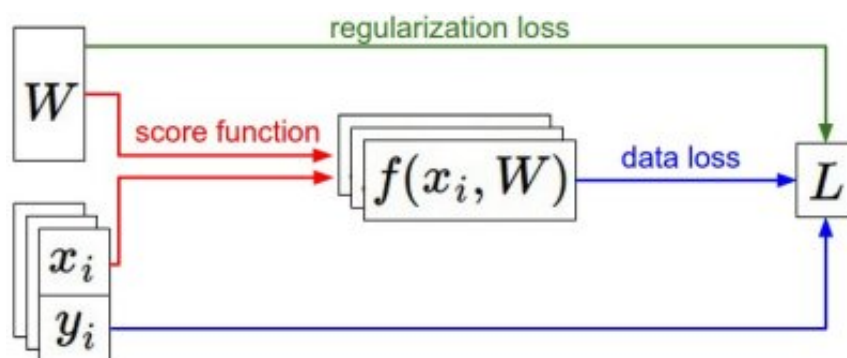 regularization loss
W
score function
f(x_i, W)
data loss
L
x_i
y_i